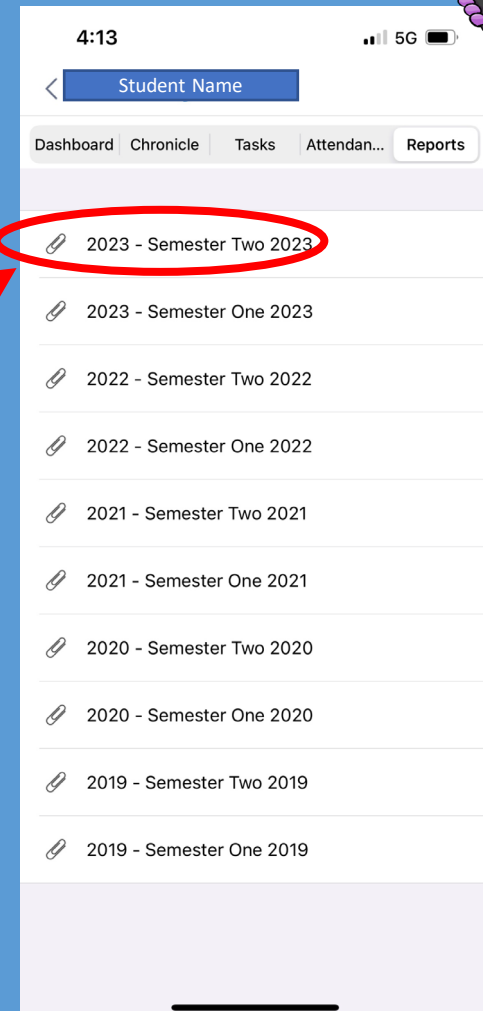 4:13 5G
Student Name
Dashboard Chronicle Tasks Attendan... Reports
2023 - Semester Two 2023
2023 - Semester One 2023
2022 - Semester Two 2022
2022 - Semester One 2022
2021 - Semester Two 2021
2021 - Semester One 2021
2020 - Semester Two 2020
2020 - Semester One 2020
2019 - Semester Two 2019
2019 - Semester One 2019